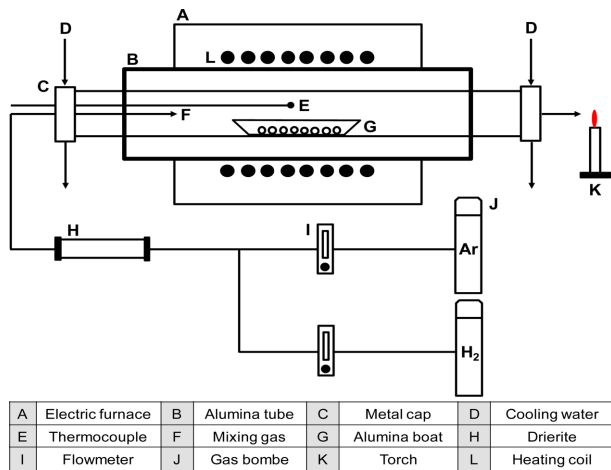 A
D
D
B
L
C
E
F
G
K
J
H
I
Ar
H₂
A Electric furnace B Alumina tube C Metal cap D Cooling water
E Thermocouple F Mixing gas G Alumina boat H Drierite
I Flowmeter J Gas bombe K Torch L Heating coil